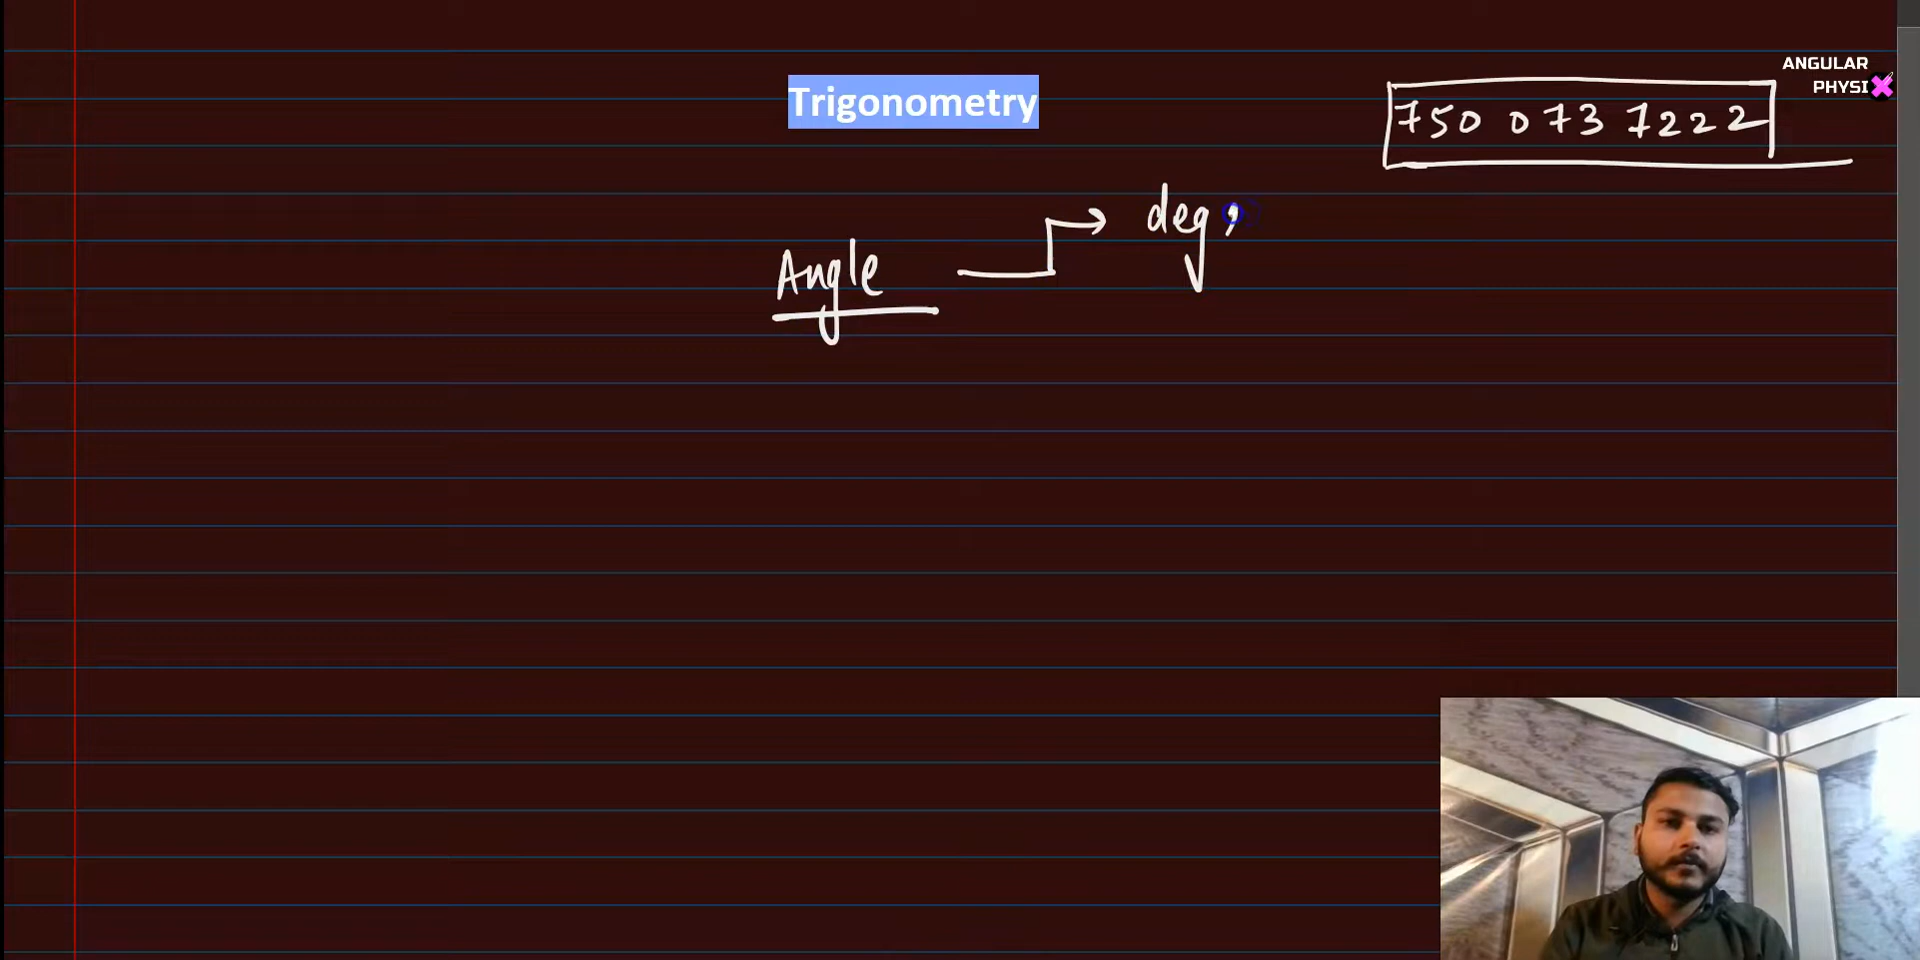 ANGULAR
PHYSI
Trigonometry
750 073 7222
deg
Angle